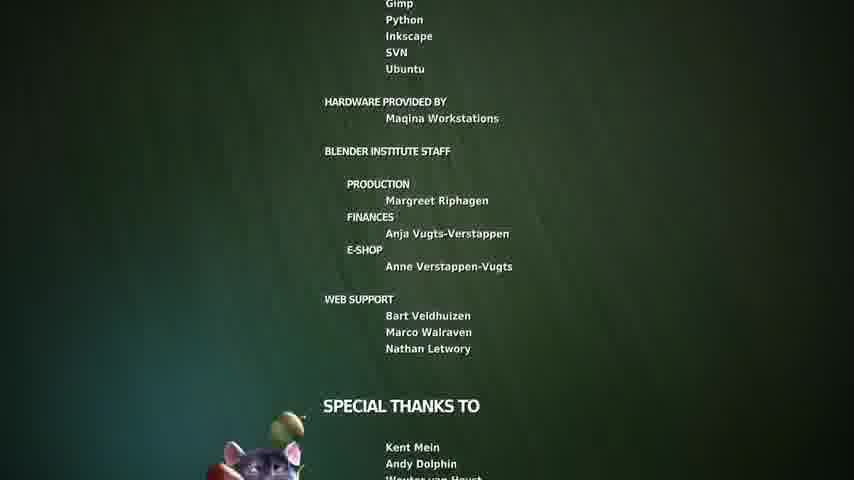 Gimp
Python
Inkscape
SVN
Ubuntu
HARDWARE PROVIDED BY
Maqina Workstations
BLENDER INSTITUTE STAFF
PRODUCTION
Margreet Riphagen
FINANCES
Anja Vugts-Verstappen
E-SHOP
Anne Verstappen-Vugts
WEB SUPPORT
Bart Veldhuizen
Marco Walraven
Nathan Letwory
SPECIAL THANKS TO
Kent Mein
Andy Dolphin